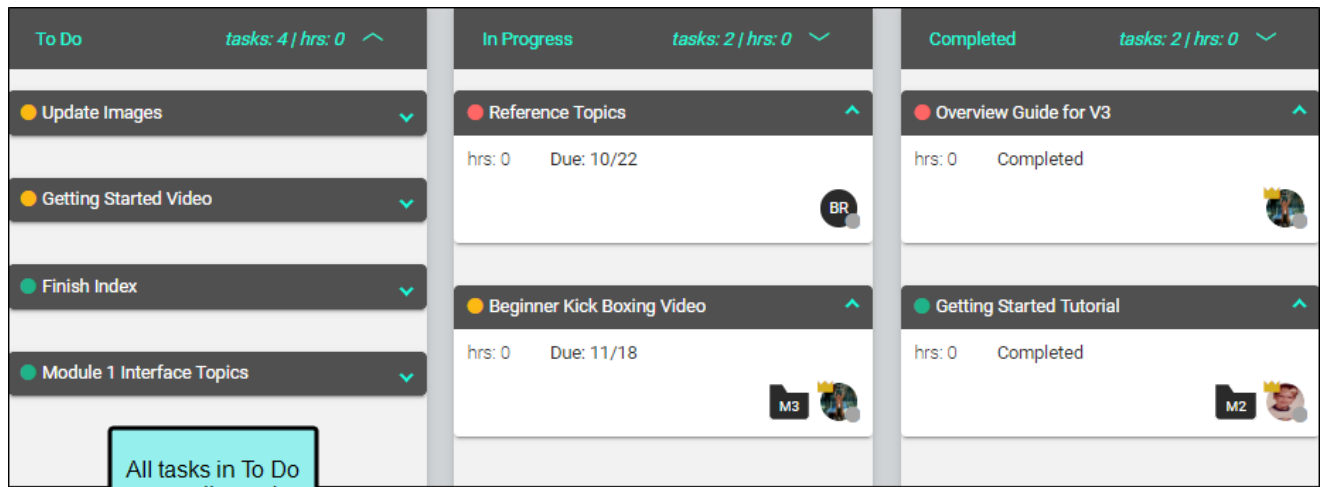 To Do tasks: 4 | hrs: 0
Update Images
Getting Started Video
Finish Index
Module 1 Interface Topics
All tasks in To Do
In Progress tasks: 2 | hrs: 0
Reference Topics
hrs: 0 Due: 10/22
BR
Beginner Kick Boxing Video
hrs: 0 Due: 11/18
M3
Completed tasks: 2 | hrs: 0
Overview Guide for V3
hrs: 0 Completed
Getting Started Tutorial
hrs: 0 Completed
M2